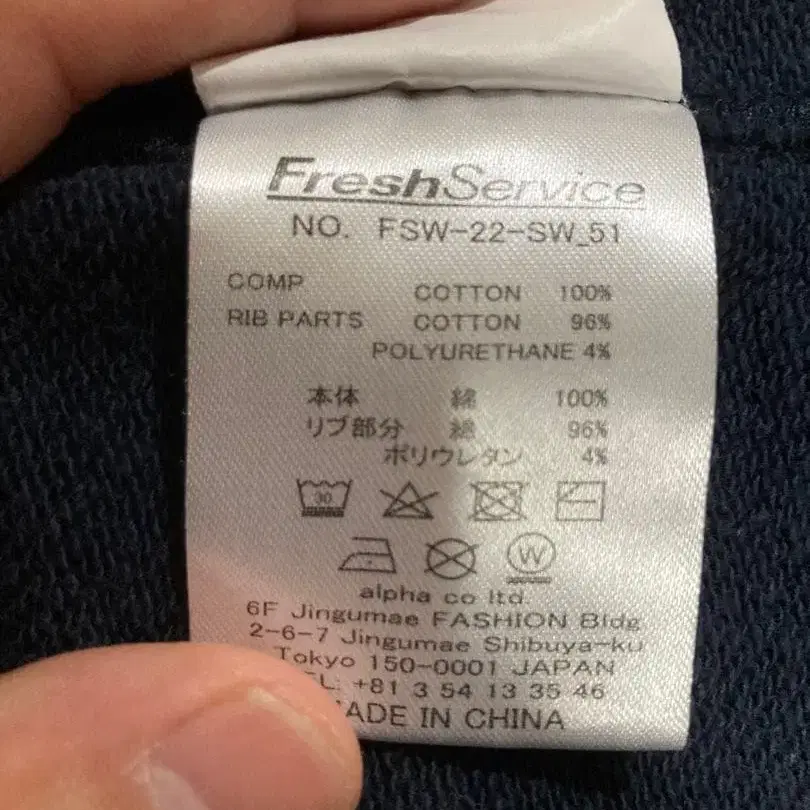 FreshService
NO. FSW-22-SW_51
COMP COTTON 100%
RIB PARTS COTTON 96%
POLYURETHANE 4%
本体 綿 100%
リブ部分 綿 96%
ポリウレタン 4%
30
W
alpha co ltd
6F Jingumae FASHION Bldg
2-6-7 Jingumae Shibuya-ku
Tokyo 150-0001 JAPAN
EL: +81 3 54 13 35 46
ADE IN CHINA